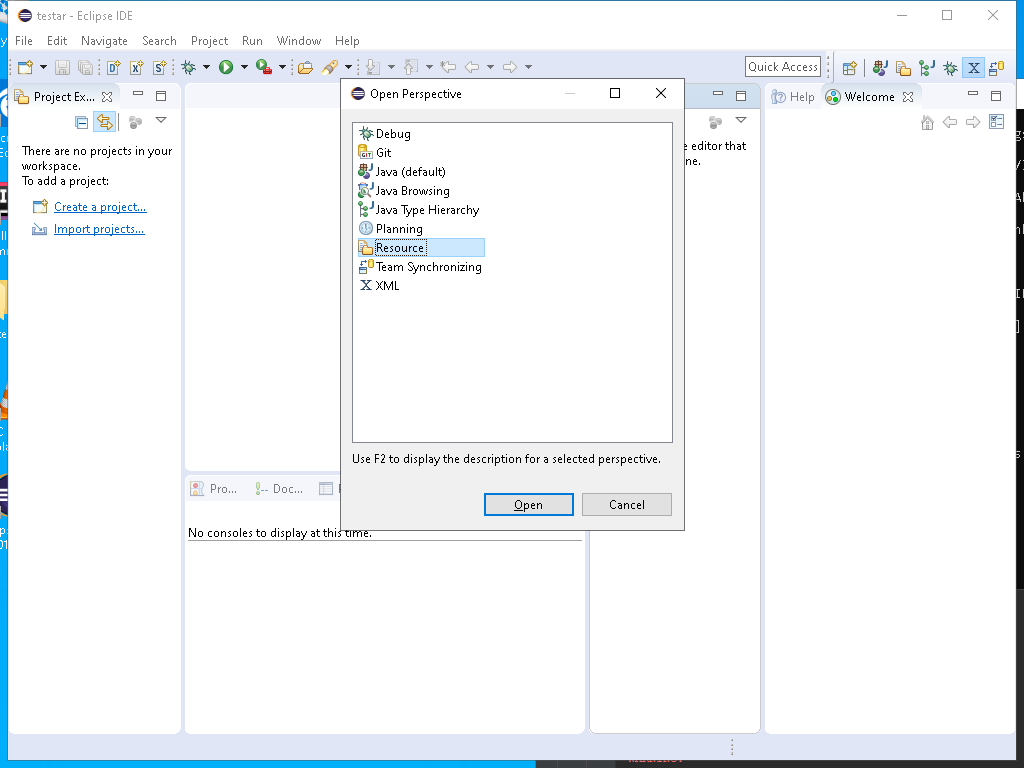 testar - Eclipse IDE
File Edit Navigate Search Project Run Window Help
Quick Access
Project Ex...
There are no projects in your
workspace.
To add a project:
Create a project...
Import projects...
Open Perspective
Debug
Git
Java (default)
Java Browsing
Java Type Hierarchy
Planning
Resource
Team Synchronizing
XML
Use F2 to display the description for a selected perspective.
Open Cancel
e editor that
ne.
Help Welcome
Pro... Doc...
No consoles to display at this time.